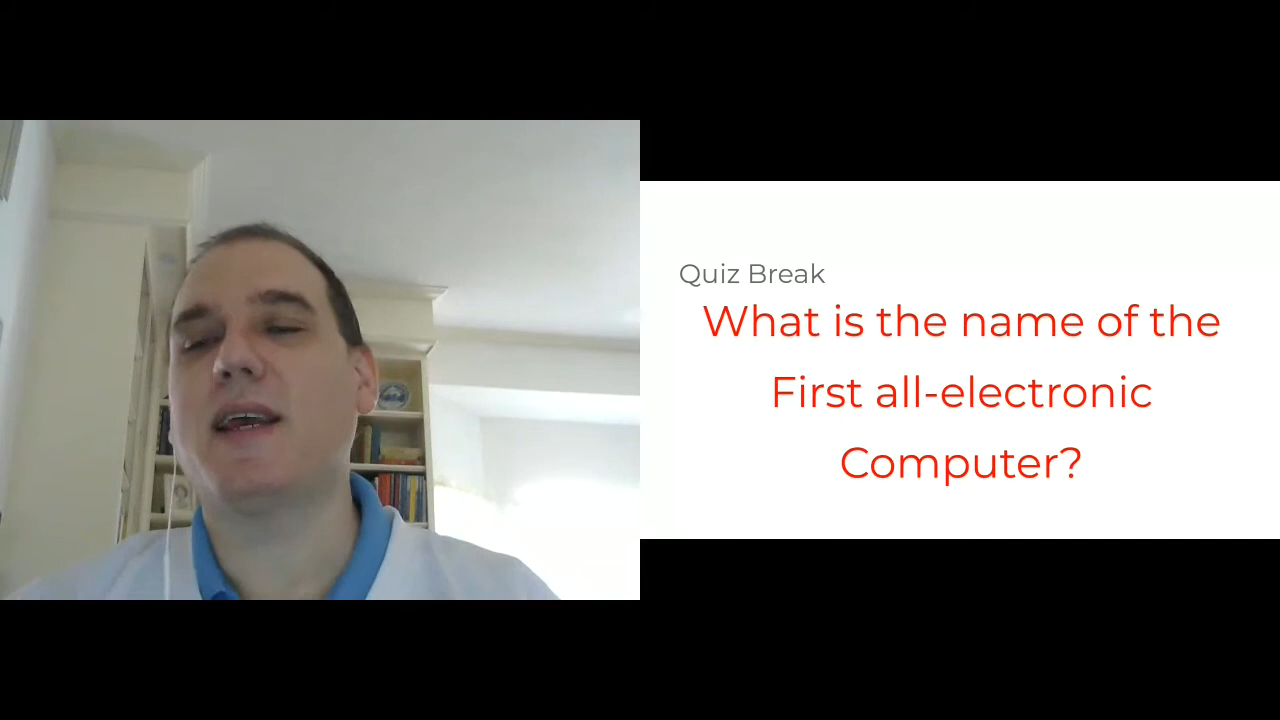 Quiz Break
What is the name of the
First all-electronic
Computer?